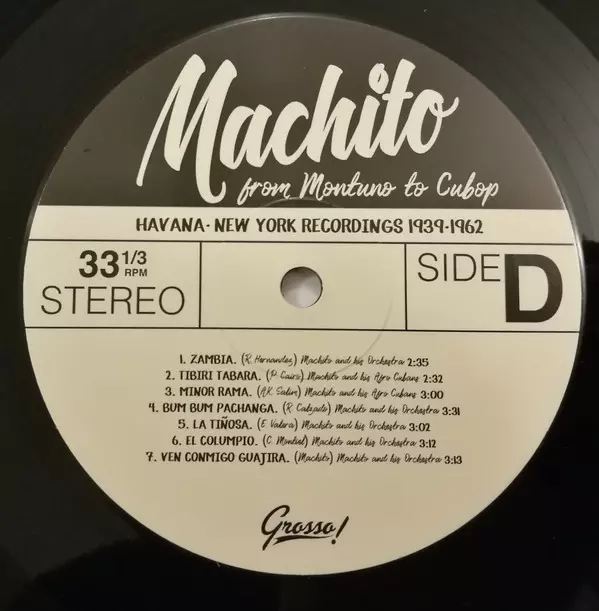 Machito
from Montuno to Cubop
HAVANA - NEW YORK RECORDINGS 1939-1962
33 1/3 RPM
STEREO
SIDE D
1. ZAMBIA. (R. Hernandez) Machito and his Orchestra 2:35
2. TIBIRI TABARA. (P. Cairo) Machito and his Afro Cubans 2:32
3. MINOR RAMA. (A.K. Salim) Machito and his Afro Cubans 3:00
4. BUM BUM PACHANGA. (R. Calzado) Machito and his Orchestra 3:31
5. LA TIÑOSA. (E. Valera) Machito and his Orchestra 3:02
6. EL COLUMPIO. (C. Montiel) Machito and his Orchestra 3:12
7. VEN CONMIGO GUAJIRA. (Machito) Machito and his Orchestra 3:13
Grosso!